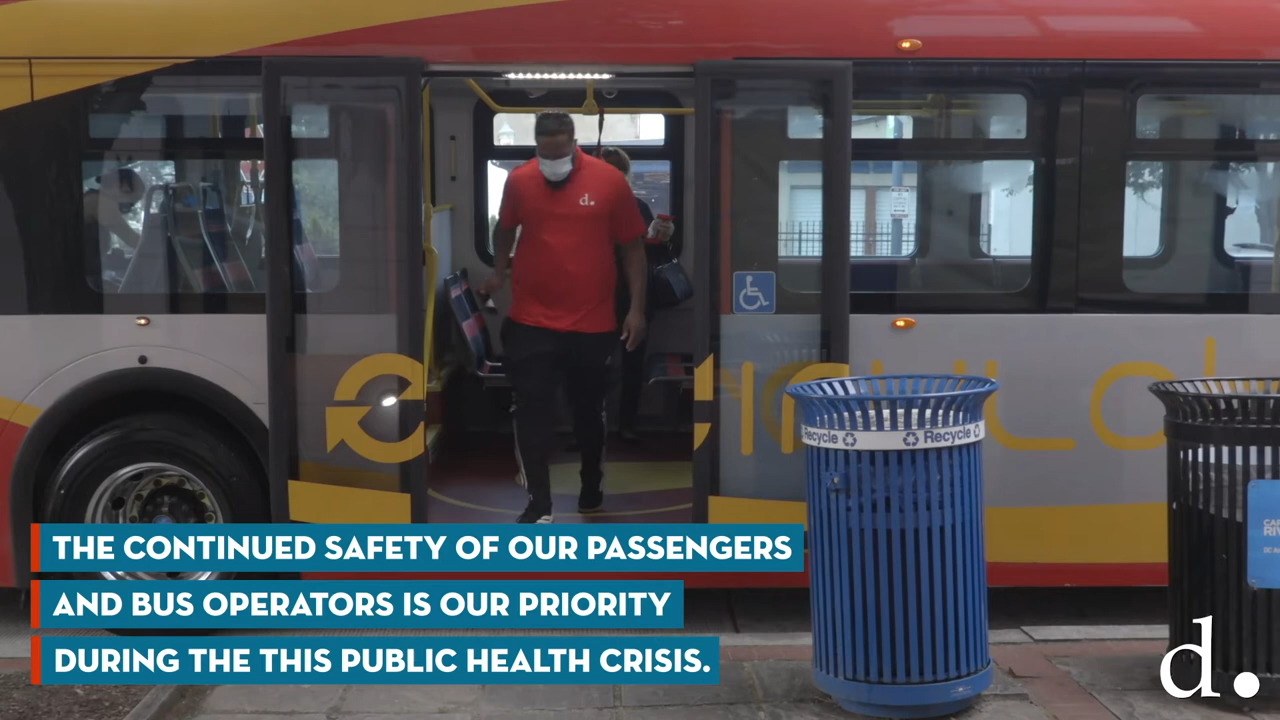 d.
Recycle
Recycle
THE CONTINUED SAFETY OF OUR PASSENGERS
AND BUS OPERATORS IS OUR PRIORITY
DURING THE THIS PUBLIC HEALTH CRISIS.
d.